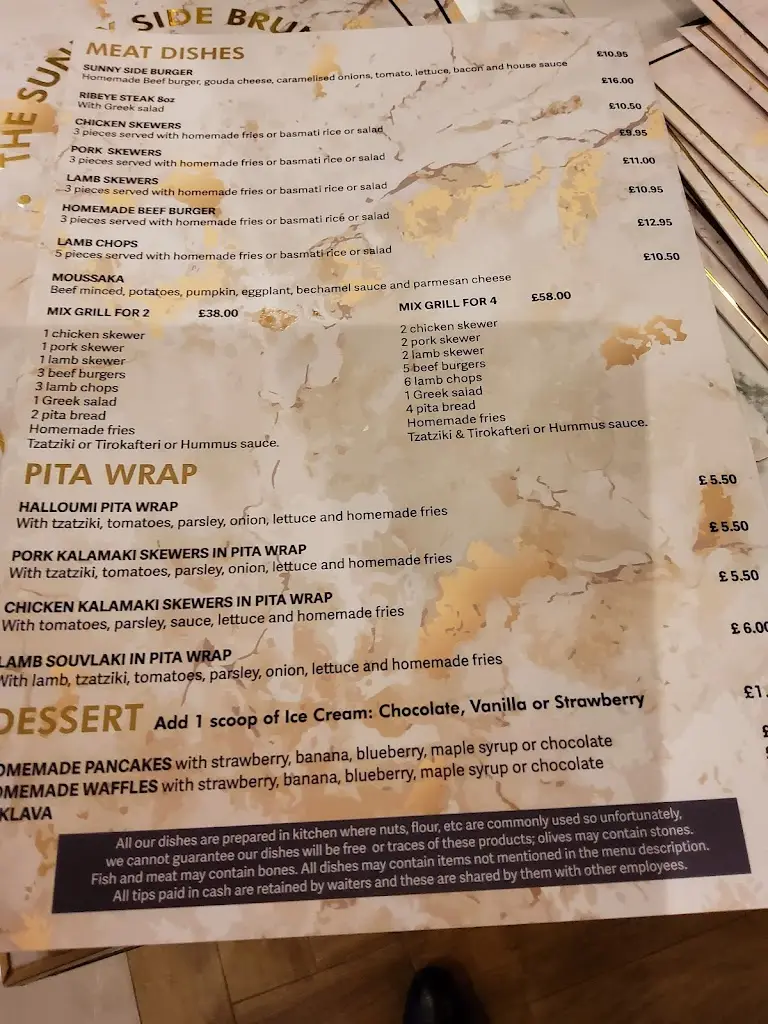 THE SUN
SIDE BRU
MEAT DISHES
SUNNY SIDE BURGER £10.95
Homemade Beef burger, gouda cheese, caramelised onions, tomato, lettuce, bacon and house sauce
RIBEYE STEAK 8oz £16.00
With Greek salad
CHICKEN SKEWERS £10.50
3 pieces served with homemade fries or basmati rice or salad
PORK SKEWERS £9.95
3 pieces served with homemade fries or basmati rice or salad
LAMB SKEWERS £11.00
3 pieces served with homemade fries or basmati rice or salad
HOMEMADE BEEF BURGER £10.95
3 pieces served with homemade fries or basmati rice or salad
LAMB CHOPS £12.95
5 pieces served with homemade fries or basmati rice or salad
MOUSSAKA £10.50
Beef minced, potatoes, pumpkin, eggplant, bechamel sauce and parmesan cheese
MIX GRILL FOR 2 £38.00
1 chicken skewer
1 pork skewer
1 lamb skewer
3 beef burgers
3 lamb chops
1 Greek salad
2 pita bread
Homemade fries
Tzatziki or Tirokafteri or Hummus sauce.
MIX GRILL FOR 4 £58.00
2 chicken skewer
2 pork skewer
2 lamb skewer
5 beef burgers
6 lamb chops
1 Greek salad
4 pita bread
Homemade fries
Tzatziki & Tirokafteri or Hummus sauce.
PITA WRAP
HALLOUMI PITA WRAP £ 5.50
With tzatziki, tomatoes, parsley, onion, lettuce and homemade fries
PORK KALAMAKI SKEWERS IN PITA WRAP £ 5.50
With tzatziki, tomatoes, parsley, onion, lettuce and homemade fries
CHICKEN KALAMAKI SKEWERS IN PITA WRAP £ 5.50
With tomatoes, parsley, sauce, lettuce and homemade fries
LAMB SOUVLAKI IN PITA WRAP £ 6.00
With lamb, tzatziki, tomatoes, parsley, onion, lettuce and homemade fries
DESSERT Add 1 scoop of Ice Cream: Chocolate, Vanilla or Strawberry £1.
OMEMADE PANCAKES with strawberry, banana, blueberry, maple syrup or chocolate £
OMEMADE WAFFLES with strawberry, banana, blueberry, maple syrup or chocolate
KLAVA
All our dishes are prepared in kitchen where nuts, flour, etc are commonly used so unfortunately,
we cannot guarantee our dishes will be free or traces of these products; olives may contain stones.
Fish and meat may contain bones. All dishes may contain items not mentioned in the menu description.
All tips paid in cash are retained by waiters and these are shared by them with other employees.